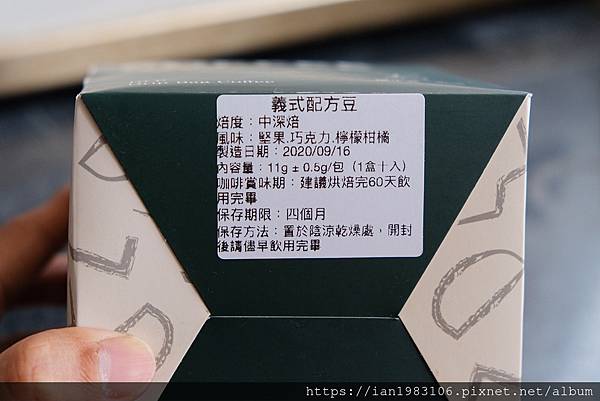 義式配方豆
焙度：中深焙
風味：堅果.巧克力.檸檬柑橘
製造日期：2020/09/16
內容量：11g ± 0.5g/包（1盒十入）
咖啡賞味期：建議烘焙完60天飲
用完畢
保存期限：四個月
保存方法：置於陰涼乾燥處，開封
後請儘早飲用完畢
https://ian1983106.pixnet.net/album